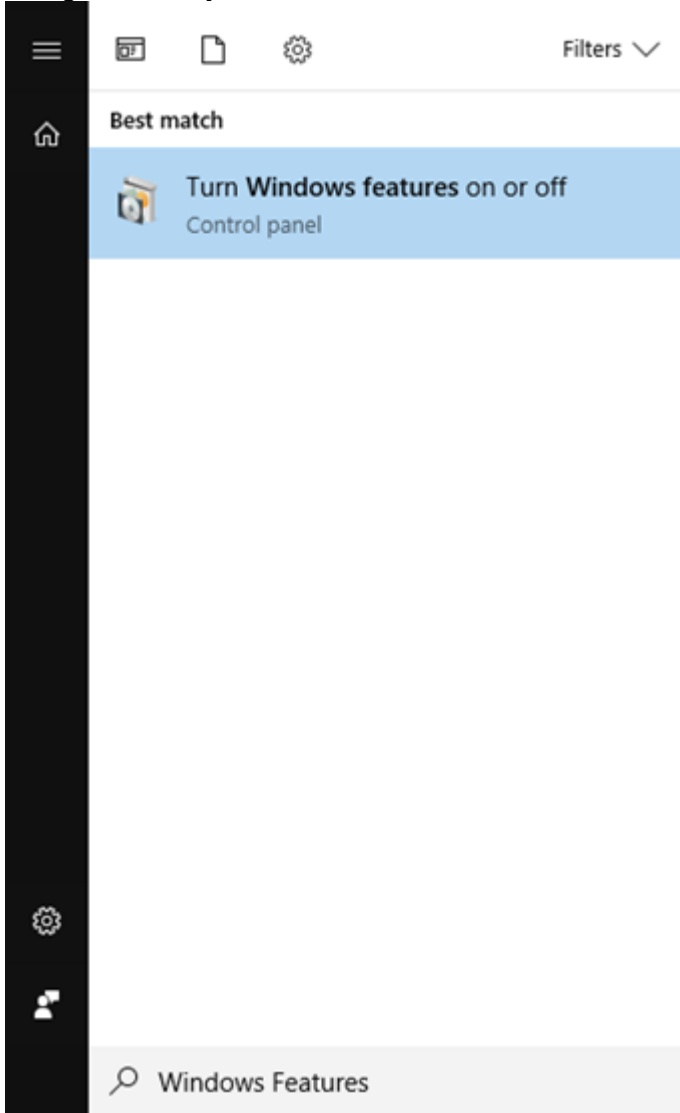 Filters
Best match
Turn Windows features on or off
Control panel
Windows Features